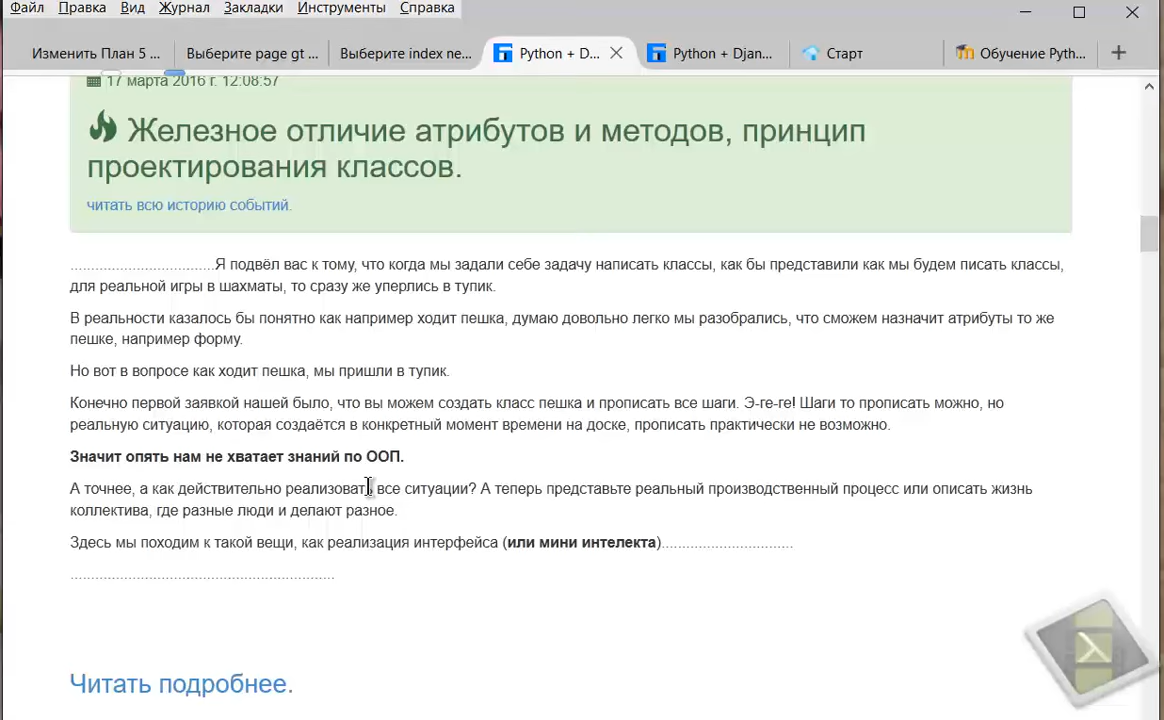 Файл Правка Вид Журнал Закладки Инструменты Справка
Изменить План 5 ... Выберите page gt ... Выберите index ne... Python + D... Python + Djan... Старт Обучение Pyth...
17 марта 2016 г. 12:08:57
Железное отличие атрибутов и методов, принцип
проектирования классов.
читать всю историю событий.
...................................Я подвёл вас к тому, что когда мы задали себе задачу написать классы, как бы представили как мы будем писать классы,
для реальной игры в шахматы, то сразу же уперлись в тупик.
В реальности казалось бы понятно как например ходит пешка, думаю довольно легко мы разобрались, что сможем назначит атрибуты то же
пешке, например форму.
Но вот в вопросе как ходит пешка, мы пришли в тупик.
Конечно первой заявкой нашей было, что вы можем создать класс пешка и прописать все шаги. Э-ге-ге! Шаги то прописать можно, но
реальную ситуацию, которая создаётся в конкретный момент времени на доске, прописать практически не возможно.
Значит опять нам не хватает знаний по ООП.
А точнее, а как действительно реализовать все ситуации? А теперь представьте реальный производственный процесс или описать жизнь
коллектива, где разные люди и делают разное.
Здесь мы походим к такой вещи, как реализация интерфейса (или мини интелекта)................................
................................................................
Читать подробнее.